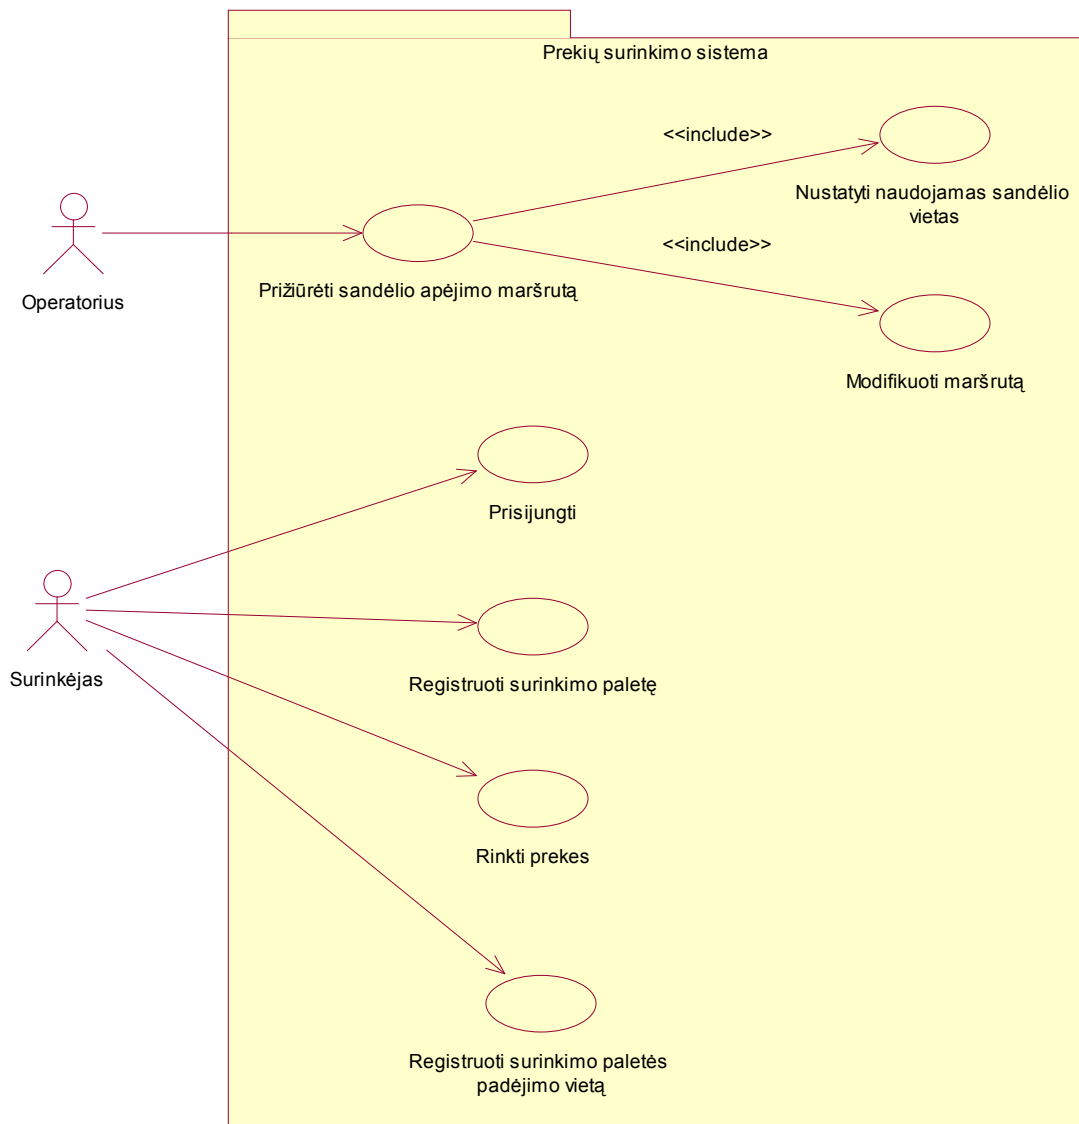 Prekių surinkimo sistema
<<include>>
Nustatyti naudojamas sandėlio
vietas
<<include>>
Prižiūrėti sandėlio apėjimo maršrutą
Operatorius
Modifikuoti maršrutą
Prisijungti
Surinkėjas
Registruoti surinkimo paletę
Rinkti prekes
Registruoti surinkimo paletės
padėjimo vietą